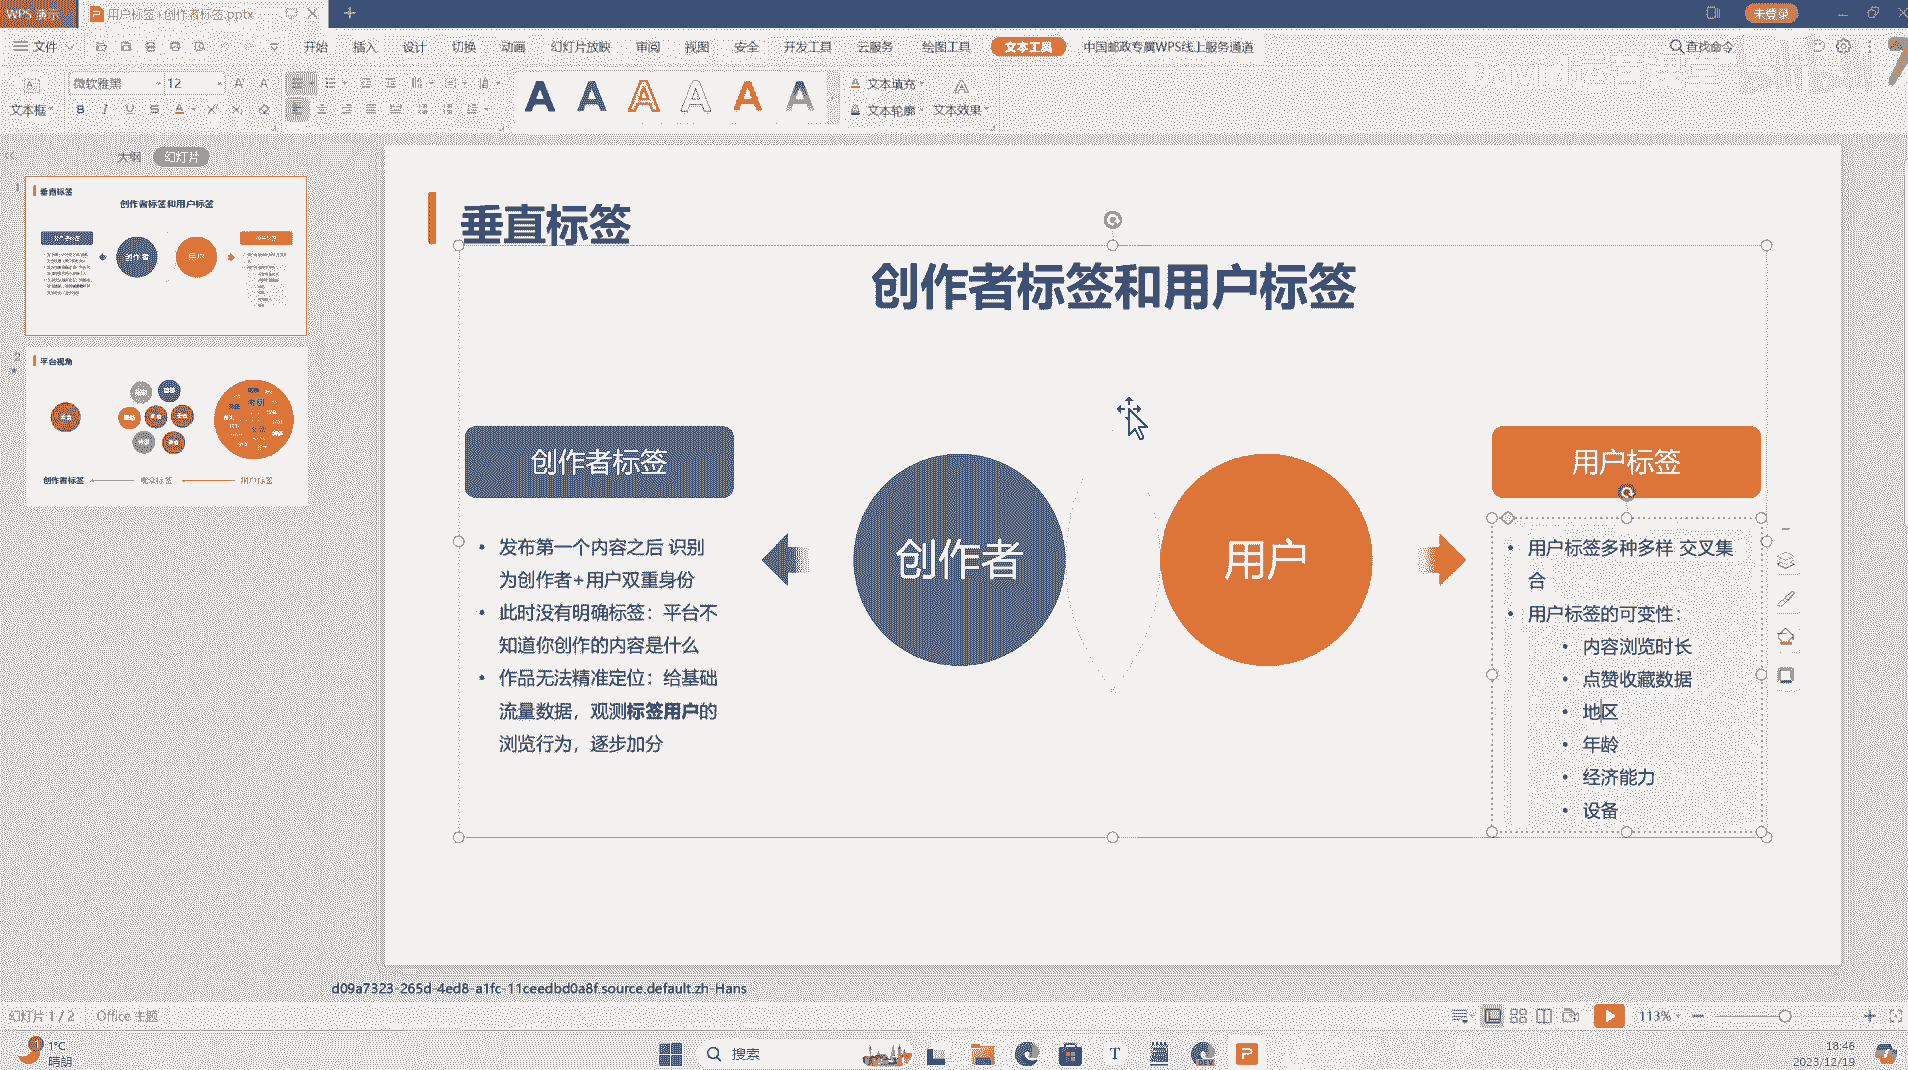 WPS 演示
用户标签+创作者标签.pptx
未登录
文件
开始
插入
设计
切换
动画
幻灯片放映
审阅
视图
安全
开发工具
云服务
绘图工具
文本工具
中国邮政专属WPS线上服务通道
查找命令
微软雅黑
12
文本框
B
I
U
S
A
文本填充
文本轮廓
文本效果
大纲
幻灯片
1
垂直标签
创作者标签和用户标签
创作者
用户
2
平台视角
创作者标签
用户标签
垂直标签
创作者标签和用户标签
创作者标签
用户标签
创作者
用户
• 发布第一个内容之后 识别
为创作者+用户双重身份
• 此时没有明确标签：平台不
知道你创作的内容是什么
• 作品无法精准定位：给基础
流量数据，观测标签用户的
浏览行为，逐步加分
• 用户标签多种多样 交叉集
合
• 用户标签的可变性：
• 内容浏览时长
• 点赞收藏数据
• 地区
• 年龄
• 经济能力
• 设备
d09a7323-265d-4ed8-a1fc-11ceedbd0a8f.source.default.zh-Hans
幻灯片 1 / 2
Office 主题
113%
1°C
晴朗
搜索
18:46
2023/12/19